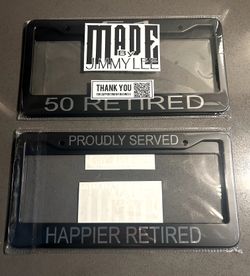 MADE
BY
JIMMY LEE
THANK YOU
50 RETIRED
PROUDLY SERVED
HAPPIER RETIRED